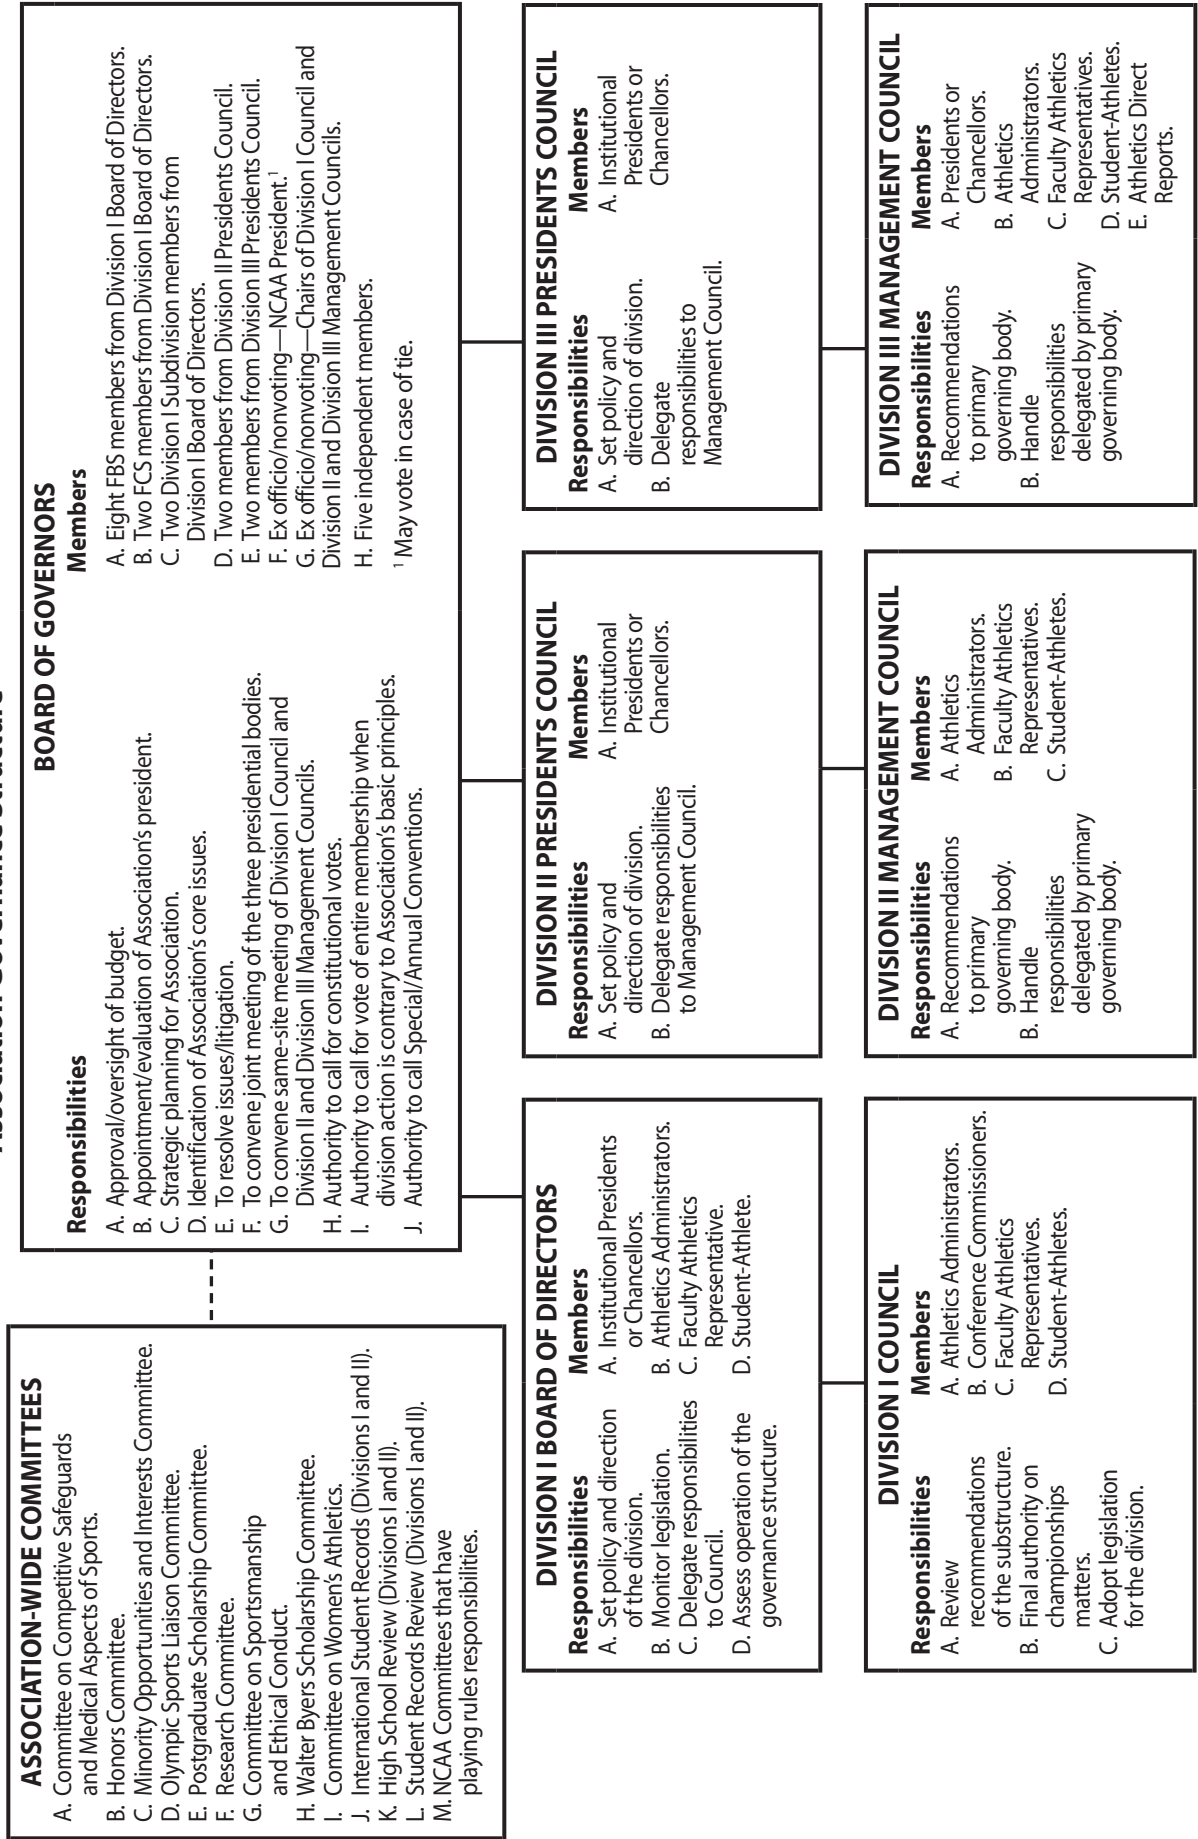 Association Governance Structure
ASSOCIATION-WIDE COMMITTEES
A. Committee on Competitive Safeguards
and Medical Aspects of Sports.
B. Honors Committee.
C. Minority Opportunities and Interests Committee.
D. Olympic Sports Liaison Committee.
E. Postgraduate Scholarship Committee.
F. Research Committee.
G. Committee on Sportsmanship
and Ethical Conduct.
H. Walter Byers Scholarship Committee.
I. Committee on Women's Athletics.
J. International Student Records (Divisions I and II).
K. High School Review (Divisions I and II).
L. Student Records Review (Divisions I and II).
M. NCAA Committees that have
playing rules responsibilities.
BOARD OF GOVERNORS
Responsibilities
A. Approval/oversight of budget.
B. Appointment/evaluation of Association's president.
C. Strategic planning for Association.
D. Identification of Association's core issues.
E. To resolve issues/litigation.
F. To convene joint meeting of the three presidential bodies.
G. To convene same-site meeting of Division I Council and
Division II and Division III Management Councils.
H. Authority to call for constitutional votes.
I. Authority to call for vote of entire membership when
division action is contrary to Association's basic principles.
J. Authority to call Special/Annual Conventions.
Members
A. Eight FBS members from Division I Board of Directors.
B. Two FCS members from Division I Board of Directors.
C. Two Division I Subdivision members from
Division I Board of Directors.
D. Two members from Division II Presidents Council.
E. Two members from Division III Presidents Council.
F. Ex officio/nonvoting—NCAA President.1
G. Ex officio/nonvoting—Chairs of Division I Council and
Division II and Division III Management Councils.
H. Five independent members.
1 May vote in case of tie.
DIVISION I BOARD OF DIRECTORS
Responsibilities
A. Set policy and direction
of the division.
B. Monitor legislation.
C. Delegate responsibilities
to Council.
D. Assess operation of the
governance structure.
Members
A. Institutional Presidents
or Chancellors.
B. Athletics Administrators.
C. Faculty Athletics
Representative.
D. Student-Athlete.
DIVISION II PRESIDENTS COUNCIL
Responsibilities
A. Set policy and
direction of division.
B. Delegate responsibilities
to Management Council.
Members
A. Institutional
Presidents or
Chancellors.
DIVISION III PRESIDENTS COUNCIL
Responsibilities
A. Set policy and
direction of division.
B. Delegate
responsibilities to
Management Council.
Members
A. Institutional
Presidents or
Chancellors.
DIVISION I COUNCIL
Responsibilities
A. Review
recommendations
of the substructure.
B. Final authority on
championships
matters.
C. Adopt legislation
for the division.
Members
A. Athletics Administrators.
B. Conference Commissioners.
C. Faculty Athletics
Representatives.
D. Student-Athletes.
DIVISION II MANAGEMENT COUNCIL
Responsibilities
A. Recommendations
to primary
governing body.
B. Handle
responsibilities
delegated by primary
governing body.
Members
A. Athletics
Administrators.
B. Faculty Athletics
Representatives.
C. Student-Athletes.
DIVISION III MANAGEMENT COUNCIL
Responsibilities
A. Recommendations
to primary
governing body.
B. Handle
responsibilities
delegated by primary
governing body.
Members
A. Presidents or
Chancellors.
B. Athletics
Administrators.
C. Faculty Athletics
Representatives.
D. Student-Athletes.
E. Athletics Direct
Reports.